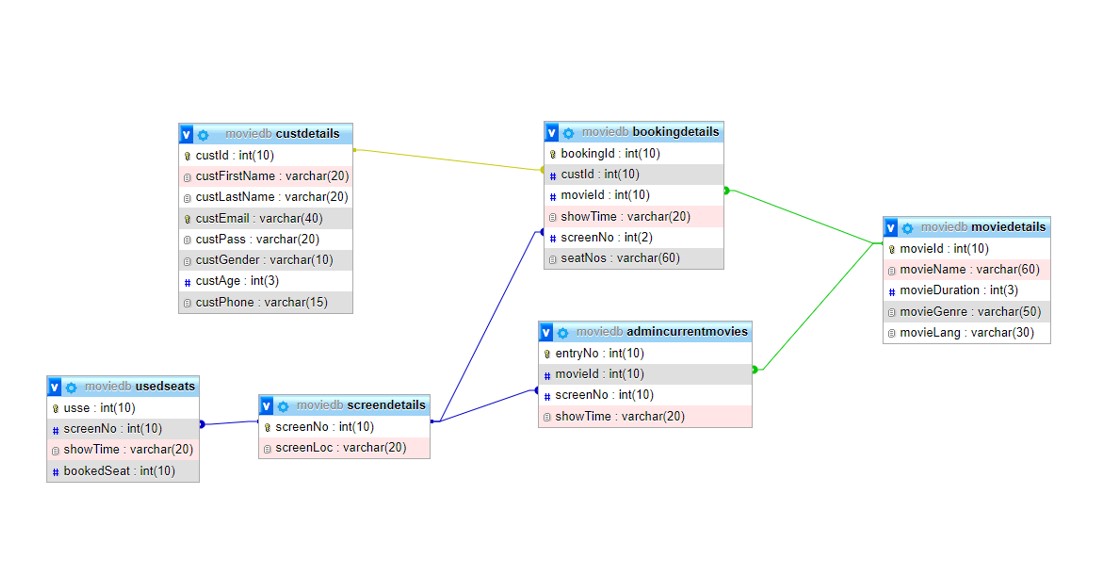 moviedb custdetails
custId : int(10)
custFirstName : varchar(20)
custLastName : varchar(20)
custEmail : varchar(40)
custPass : varchar(20)
custGender : varchar(10)
custAge : int(3)
custPhone : varchar(15)
moviedb bookingdetails
bookingId : int(10)
custId : int(10)
movieId : int(10)
showTime : varchar(20)
screenNo : int(2)
seatNos : varchar(60)
moviedb moviedetails
movieId : int(10)
movieName : varchar(60)
movieDuration : int(3)
movieGenre : varchar(50)
movieLang : varchar(30)
moviedb admincurrentmovies
entryNo : int(10)
movieId : int(10)
screenNo : int(10)
showTime : varchar(20)
moviedb usedseats
usse : int(10)
screenNo : int(10)
showTime : varchar(20)
bookedSeat : int(10)
moviedb screendetails
screenNo : int(10)
screenLoc : varchar(20)